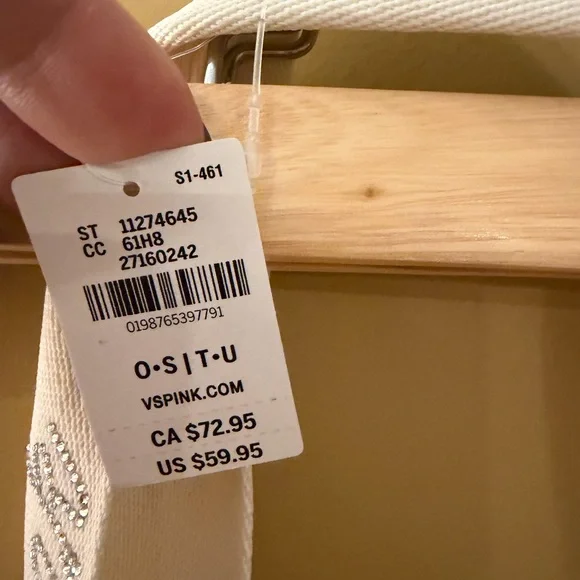 S1-461
ST 11274645
CC 61H8
27160242
0198765397791
O•S|T•U
VSPINK.COM
CA $72.95
US $59.95